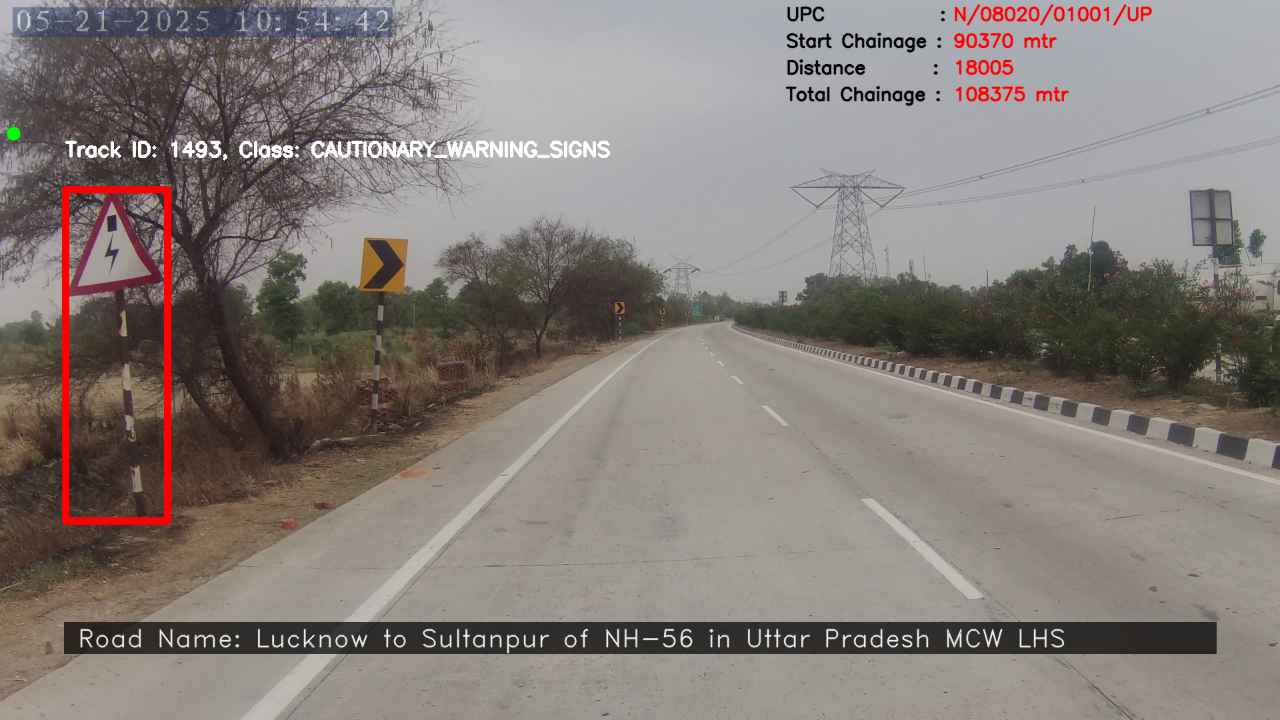 05-21-2025 10:54:42
UPC : N/08020/01001/UP
Start Chainage : 90370 mtr
Distance : 18005
Total Chainage : 108375 mtr
Track ID: 1493, Class: CAUTIONARY_WARNING_SIGNS
Road Name: Lucknow to Sultanpur of NH-56 in Uttar Pradesh MCW LHS